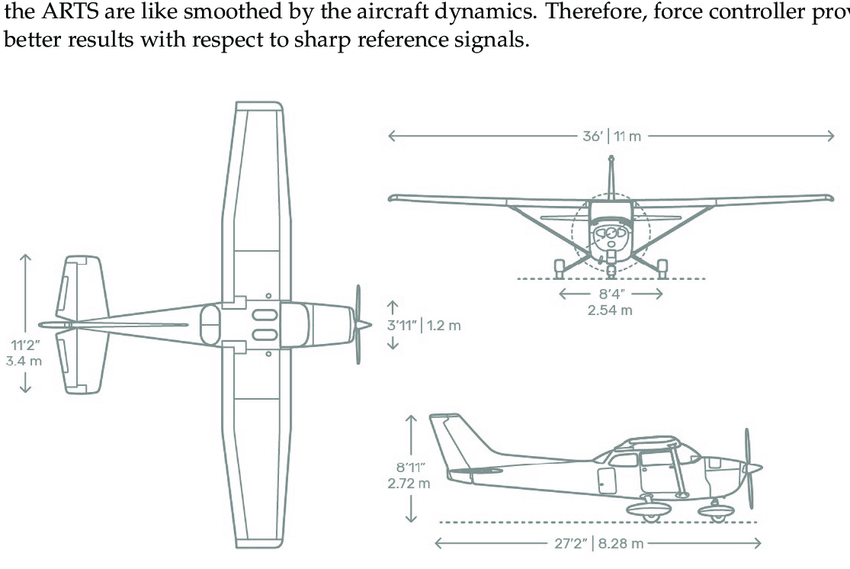 the ARTS are like smoothed by the aircraft dynamics. Therefore, force controller prov
better results with respect to sharp reference signals.
36' | 11 m
8'4"
2.54 m
3'11" | 1.2 m
11'2"
3.4 m
8'11"
2.72 m
27'2" | 8.28 m